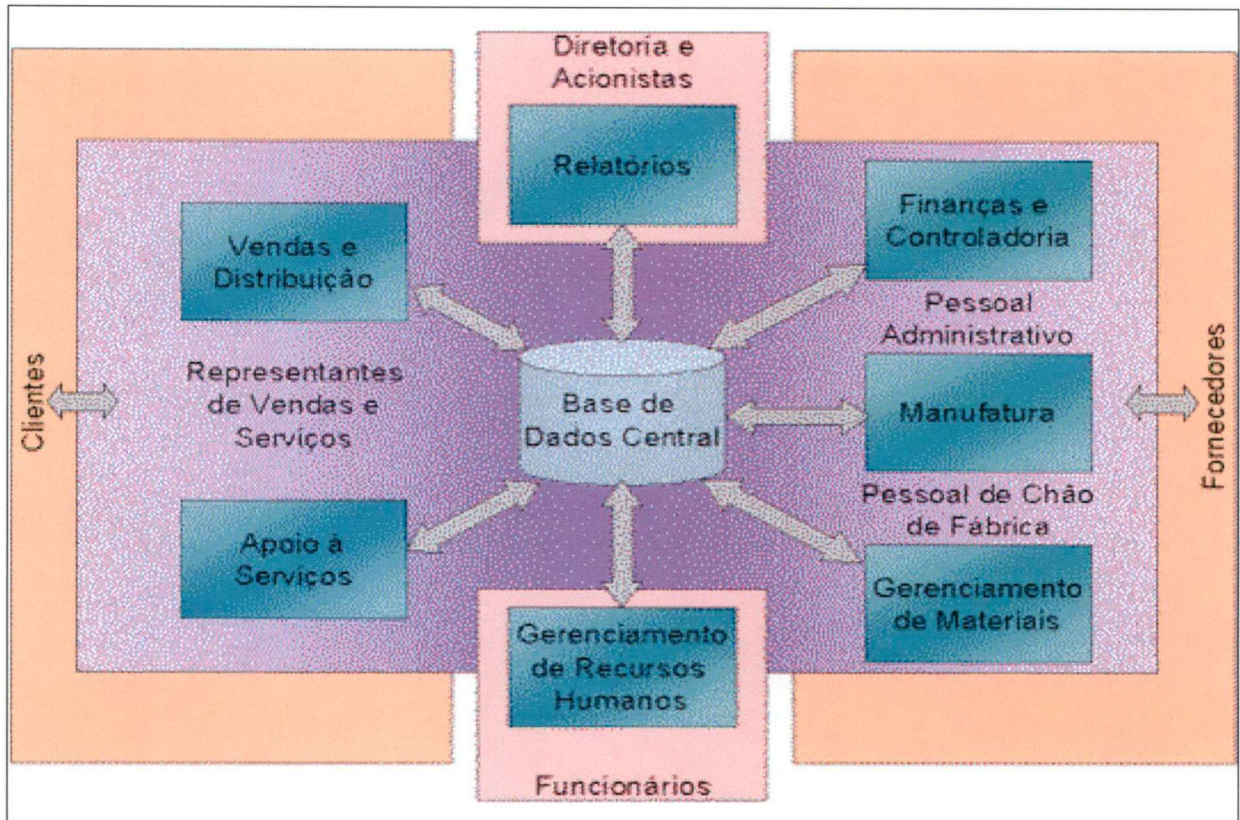 Diretoria e
Acionistas
Relatórios
Vendas e
Distribuição
Finanças e
Controladoria
Pessoal
Administrativo
Clientes
Representantes
de Vendas e
Serviços
Base de
Dados Central
Manufatura
Fornecedores
Pessoal de Chão
de Fábrica
Apoio à
Serviços
Gerenciamento
de Materiais
Gerenciamento
de Recursos
Humanos
Funcionários